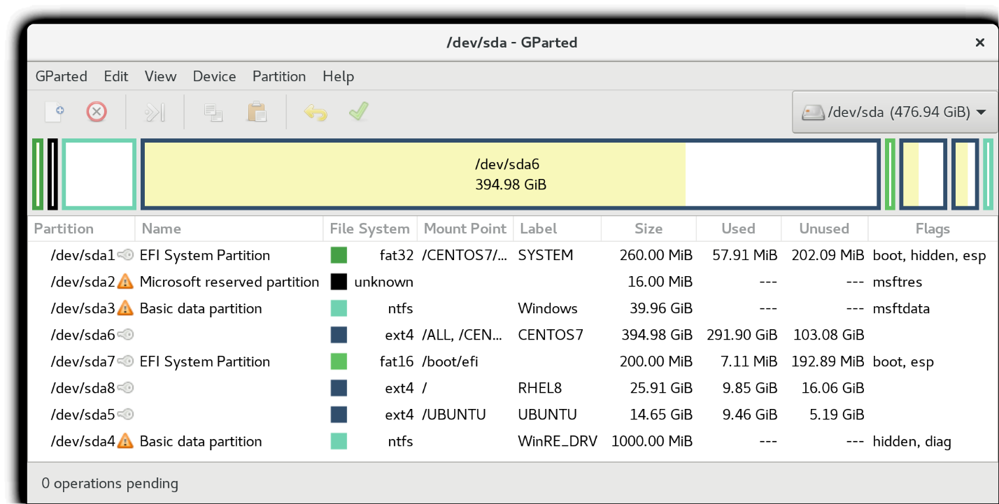 /dev/sda - GParted ×
GParted Edit View Device Partition Help
/dev/sda (476.94 GiB)
/dev/sda6
394.98 GiB
Partition Name File System Mount Point Label Size Used Unused Flags
/dev/sda1 EFI System Partition fat32 /CENTOS7/... SYSTEM 260.00 MiB 57.91 MiB 202.09 MiB boot, hidden, esp
/dev/sda2 Microsoft reserved partition unknown 16.00 MiB --- --- msftres
/dev/sda3 Basic data partition ntfs Windows 39.96 GiB --- --- msftdata
/dev/sda6 ext4 /ALL, /CEN... CENTOS7 394.98 GiB 291.90 GiB 103.08 GiB
/dev/sda7 EFI System Partition fat16 /boot/efi 200.00 MiB 7.11 MiB 192.89 MiB boot, esp
/dev/sda8 ext4 / RHEL8 25.91 GiB 9.85 GiB 16.06 GiB
/dev/sda5 ext4 /UBUNTU UBUNTU 14.65 GiB 9.46 GiB 5.19 GiB
/dev/sda4 Basic data partition ntfs WinRE_DRV 1000.00 MiB --- --- hidden, diag
0 operations pending